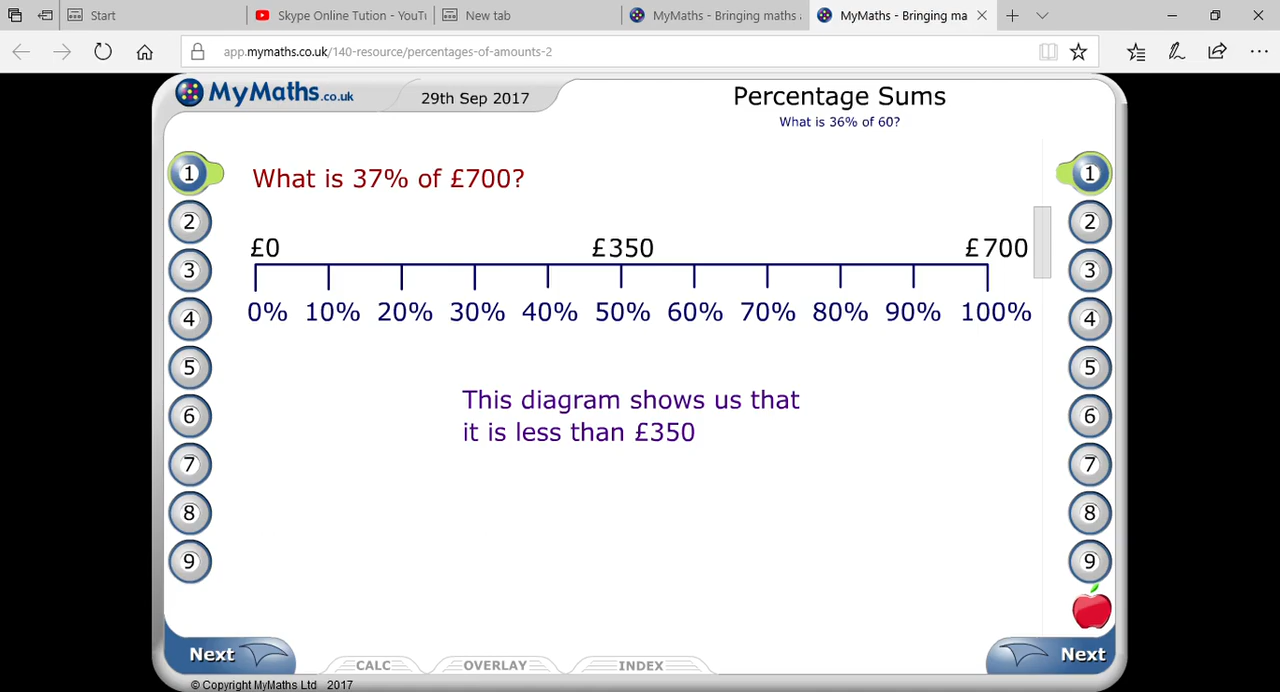 Start
Skype Online Tution - YouTu
New tab
MyMaths - Bringing maths a
MyMaths - Bringing ma
app.mymaths.co.uk/140-resource/percentages-of-amounts-2
MyMaths.co.uk
29th Sep 2017
Percentage Sums
What is 36% of 60?
What is 37% of £700?
£0 £350 £700
0% 10% 20% 30% 40% 50% 60% 70% 80% 90% 100%
This diagram shows us that
it is less than £350
1
2
3
4
5
6
7
8
9
1
2
3
4
5
6
7
8
9
Next
CALC
OVERLAY
INDEX
Next
© Copyright MyMaths Ltd 2017